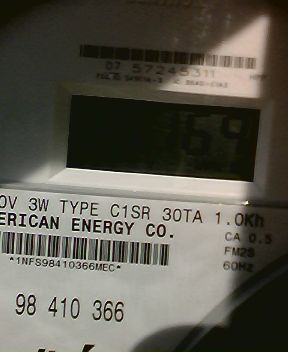 07 57245311
69
0V 3W TYPE C1SR 30TA 1.0Kh
ERICAN ENERGY CO.
CA 0.5
FM2S
60Hz
*1NFS98410366MEC*
98 410 366